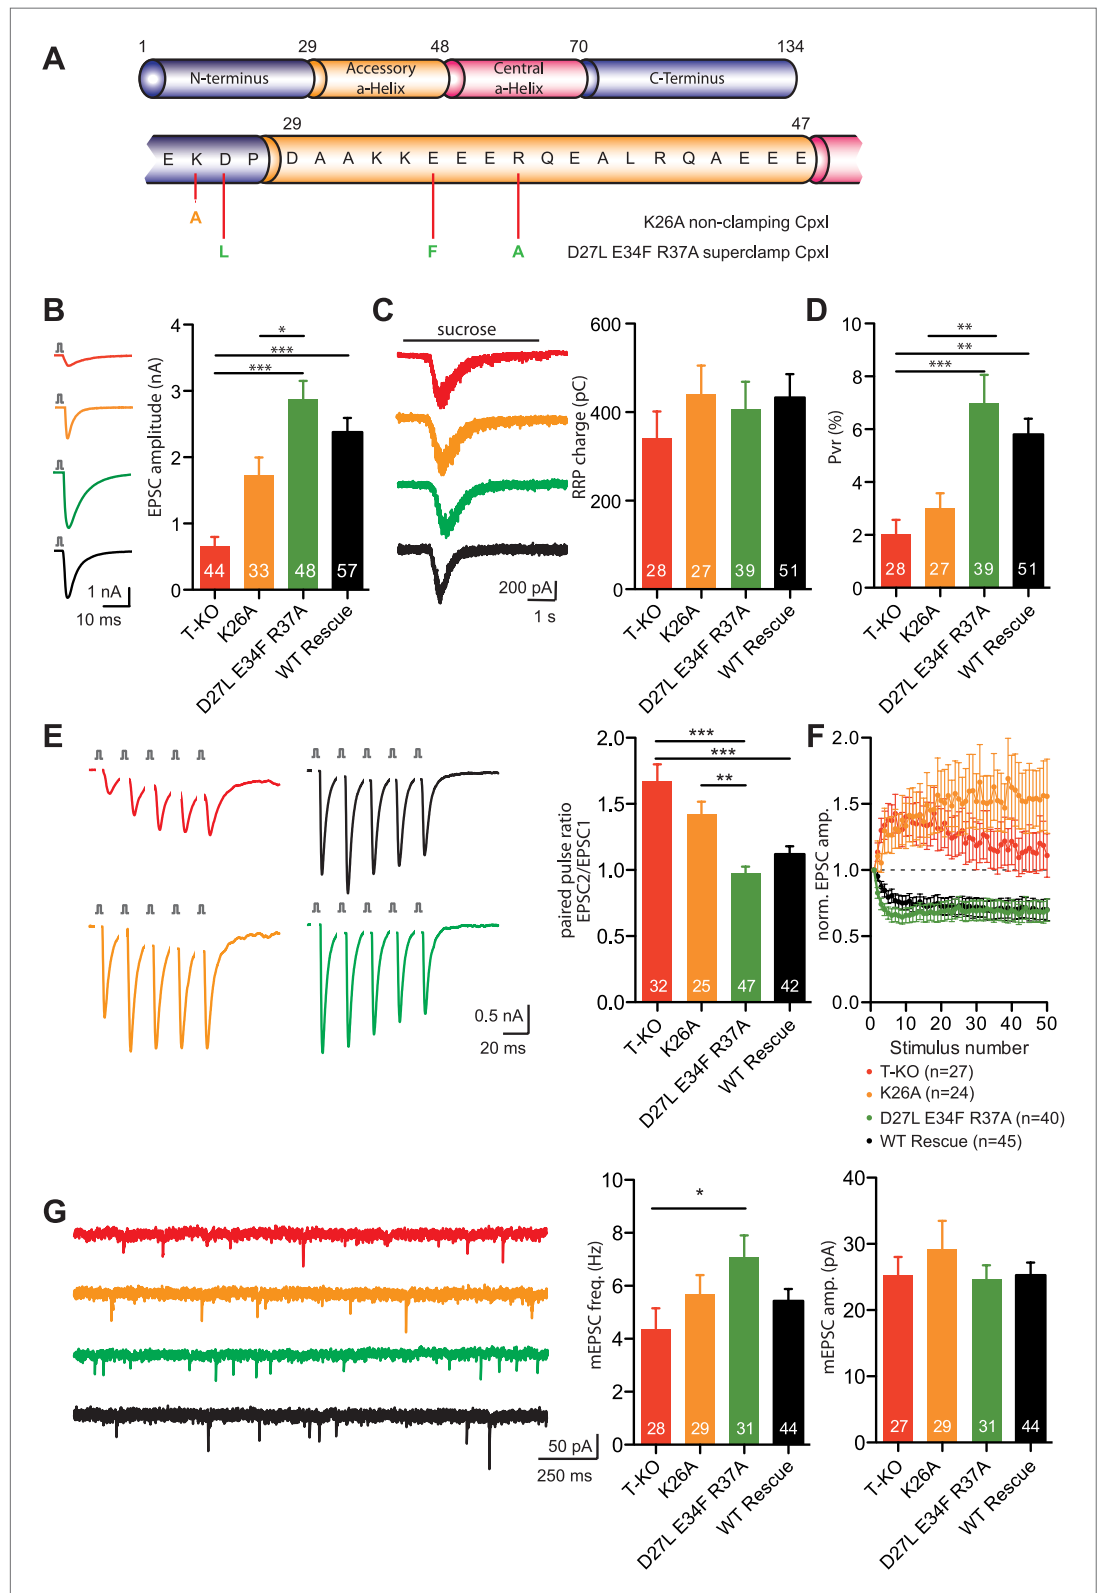 A
1 29 48 70 134
N-terminus
Accessory
a-Helix
Central
a-Helix
C-Terminus
29 47
E K D P D A A K K E E E R Q E A L R Q A E E E
A
K26A non-clamping CpxI
L F A
D27L E34F R37A superclamp CpxI
B
1 nA
10 ms
EPSC amplitude (nA)
4
3
2
1
0
*
***
***
44 33 48 57
T-KO
K26A
D27L E34F R37A
WT Rescue
C
sucrose
200 pA
1 s
RRP charge (pC)
600
400
200
0
28 27 39 51
T-KO
K26A
D27L E34F R37A
WT Rescue
D
Pvr (%)
10
8
6
4
2
0
**
**
***
28 27 39 51
T-KO
K26A
D27L E34F R37A
WT Rescue
E
0.5 nA
20 ms
paired pulse ratio
EPSC2/EPSC1
2.0
1.5
1.0
0.5
0.0
***
***
**
32 25 47 42
T-KO
K26A
D27L E34F R37A
WT Rescue
F
norm. EPSC amp.
2.0
1.5
1.0
0.5
0.0
0 10 20 30 40 50
Stimulus number
T-KO (n=27)
K26A (n=24)
D27L E34F R37A (n=40)
WT Rescue (n=45)
G
50 pA
250 ms
mEPSC freq. (Hz)
10
8
6
4
2
0
*
28 29 31 44
T-KO
K26A
D27L E34F R37A
WT Rescue
mEPSC amp. (pA)
40
30
20
10
0
27 29 31 44
T-KO
K26A
D27L E34F R37A
WT Rescue